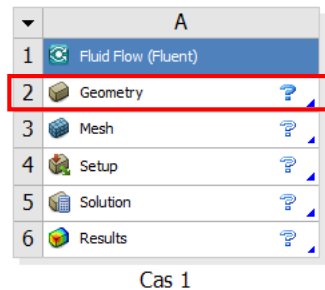 A
1 Fluid Flow (Fluent)
2 Geometry ?
3 Mesh ?
4 Setup ?
5 Solution ?
6 Results ?
Cas 1